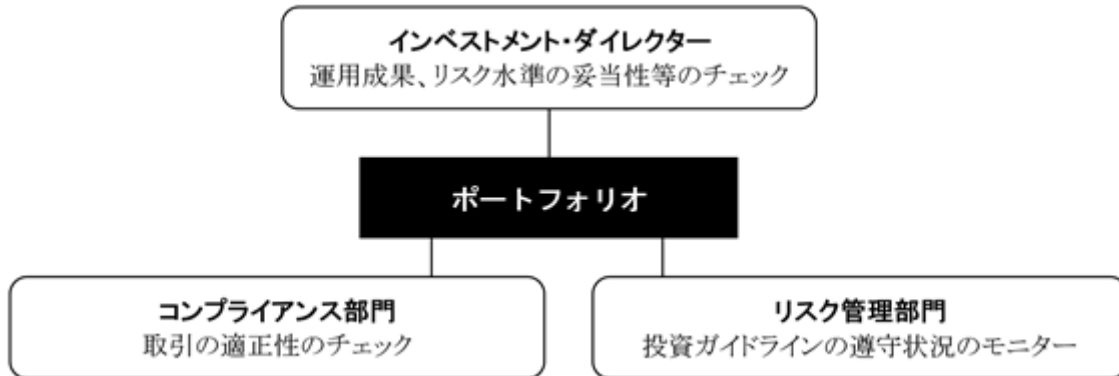 インベストメント・ダイレクター
運用成果、リスク水準の妥当性等のチェック
ポートフォリオ
コンプライアンス部門
取引の適正性のチェック
リスク管理部門
投資ガイドラインの遵守状況のモニター